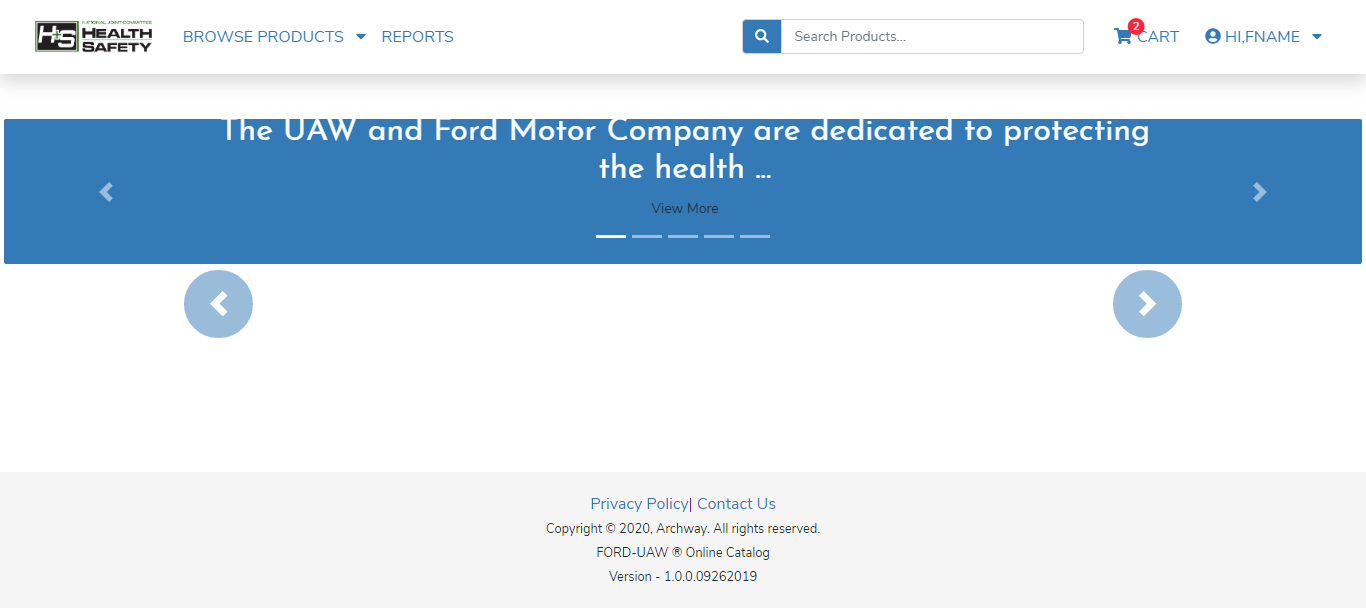 NATIONAL JOINT COMMITTEE
H+S HEALTH
SAFETY
BROWSE PRODUCTS REPORTS
Search Products...
2
CART
HI,FNAME
The UAW and Ford Motor Company are dedicated to protecting
the health ...
View More
Privacy Policy| Contact Us
Copyright © 2020, Archway. All rights reserved.
FORD-UAW ® Online Catalog
Version - 1.0.0.09262019